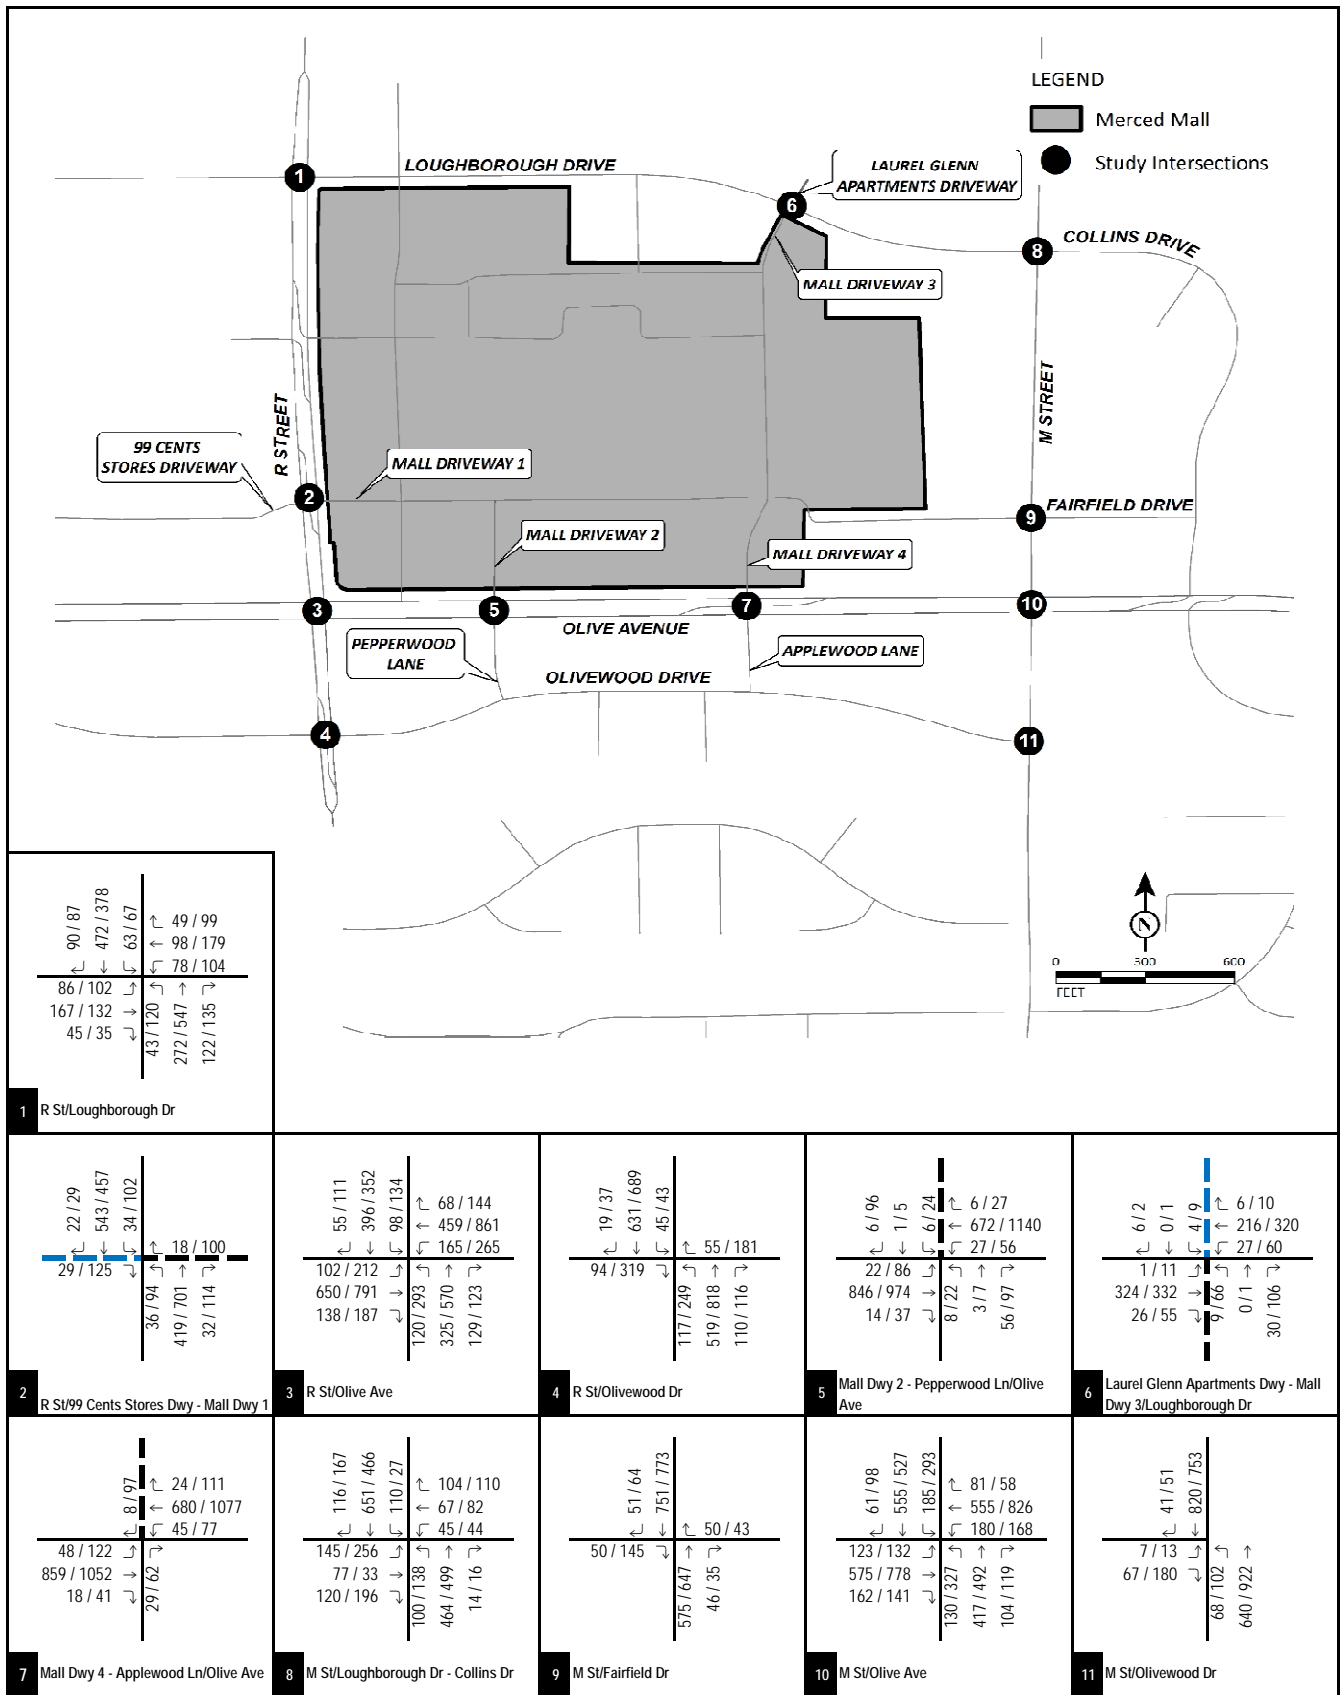 LEGEND
Merced Mall
Study Intersections
LOUGHBOROUGH DRIVE
LAUREL GLENN
APARTMENTS DRIVEWAY
1
6
8
COLLINS DRIVE
MALL DRIVEWAY 3
R STREET
M STREET
99 CENTS
STORES DRIVEWAY
MALL DRIVEWAY 1
2
FAIRFIELD DRIVE
9
MALL DRIVEWAY 2
MALL DRIVEWAY 4
3
5
7
10
OLIVE AVENUE
PEPPERWOOD
LANE
APPLEWOOD LANE
OLIVEWOOD DRIVE
4
11
N
0 300 600
FEET
90 / 87
472 / 378
63 / 67
49 / 99
98 / 179
78 / 104
86 / 102
167 / 132
45 / 35
43 / 120
272 / 547
122 / 135
1 R St/Loughborough Dr
22 / 29
543 / 457
34 / 102
18 / 100
29 / 125
36 / 94
419 / 701
32 / 114
2 R St/99 Cents Stores Dwy - Mall Dwy 1
55 / 111
396 / 352
98 / 134
68 / 144
459 / 861
165 / 265
102 / 212
650 / 791
138 / 187
120 / 293
325 / 570
129 / 123
3 R St/Olive Ave
19 / 37
631 / 689
45 / 43
55 / 181
94 / 319
117 / 249
519 / 818
110 / 116
4 R St/Olivewood Dr
6 / 96
1 / 5
6 / 24
6 / 27
672 / 1140
27 / 56
22 / 86
846 / 974
14 / 37
8 / 22
3 / 7
56 / 97
5 Mall Dwy 2 - Pepperwood Ln/Olive
Ave
6 / 2
0 / 1
4 / 9
6 / 10
216 / 320
27 / 60
1 / 11
324 / 332
26 / 55
9 / 66
0 / 1
30 / 106
6 Laurel Glenn Apartments Dwy - Mall
Dwy 3/Loughborough Dr
8 / 97
24 / 111
680 / 1077
45 / 77
48 / 122
859 / 1052
18 / 41
29 / 62
7 Mall Dwy 4 - Applewood Ln/Olive Ave
116 / 167
651 / 466
110 / 27
104 / 110
67 / 82
45 / 44
145 / 256
77 / 33
120 / 196
100 / 138
464 / 499
14 / 16
8 M St/Loughborough Dr - Collins Dr
51 / 64
751 / 773
50 / 43
50 / 145
575 / 647
46 / 35
9 M St/Fairfield Dr
61 / 98
555 / 527
185 / 293
81 / 58
555 / 826
180 / 168
123 / 132
575 / 778
162 / 141
130 / 327
417 / 492
104 / 119
10 M St/Olive Ave
41 / 51
820 / 753
7 / 13
67 / 180
68 / 102
640 / 922
11 M St/Olivewood Dr